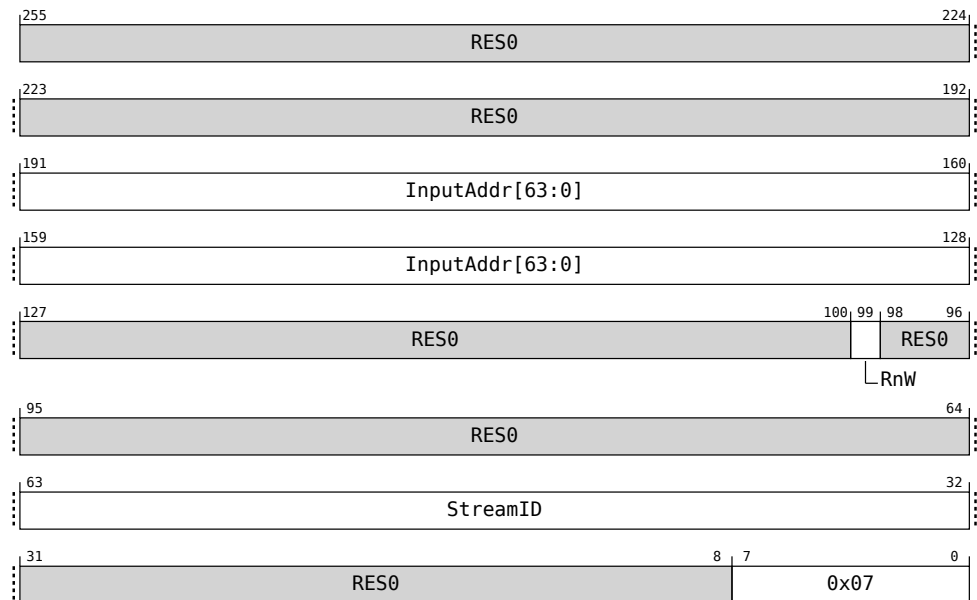 255 224
RES0
223 192
RES0
191 160
InputAddr[63:0]
159 128
InputAddr[63:0]
127 100 99 98 96
RES0 RES0
RnW
95 64
RES0
63 32
StreamID
31 8 7 0
RES0 0x07